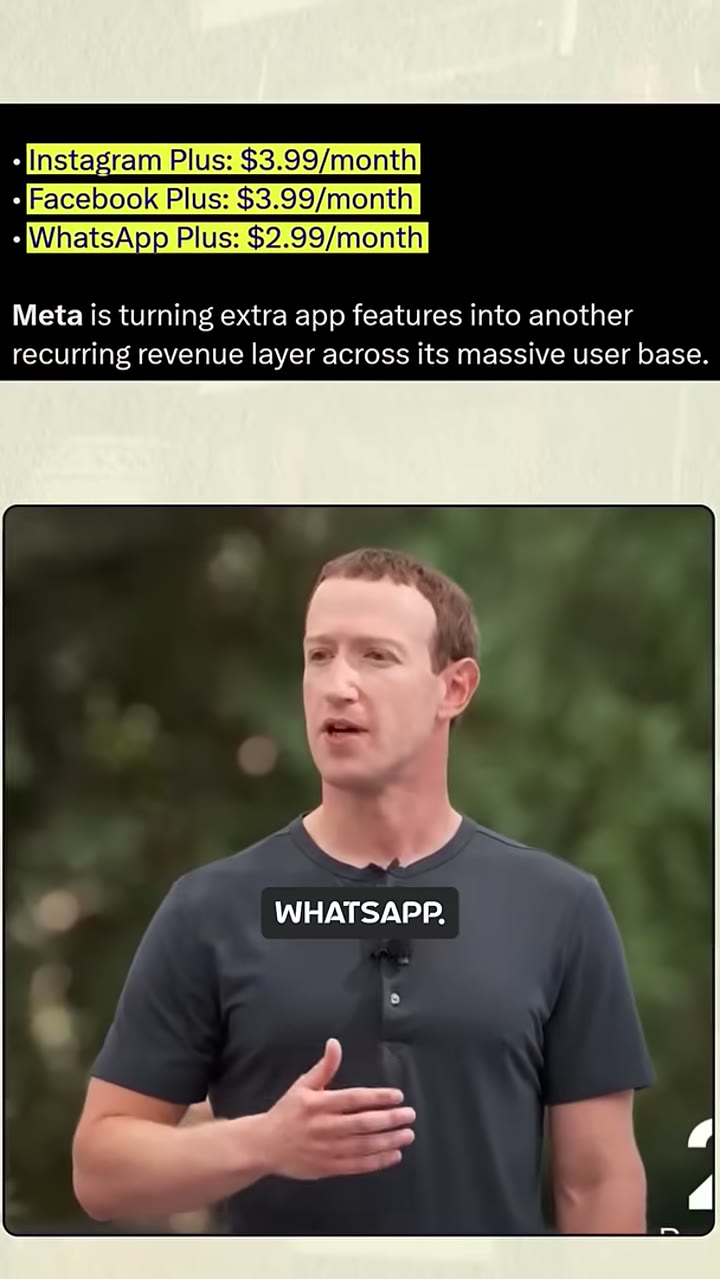 • Instagram Plus: $3.99/month
• Facebook Plus: $3.99/month
• WhatsApp Plus: $2.99/month
Meta is turning extra app features into another
recurring revenue layer across its massive user base.
WHATSAPP.
2